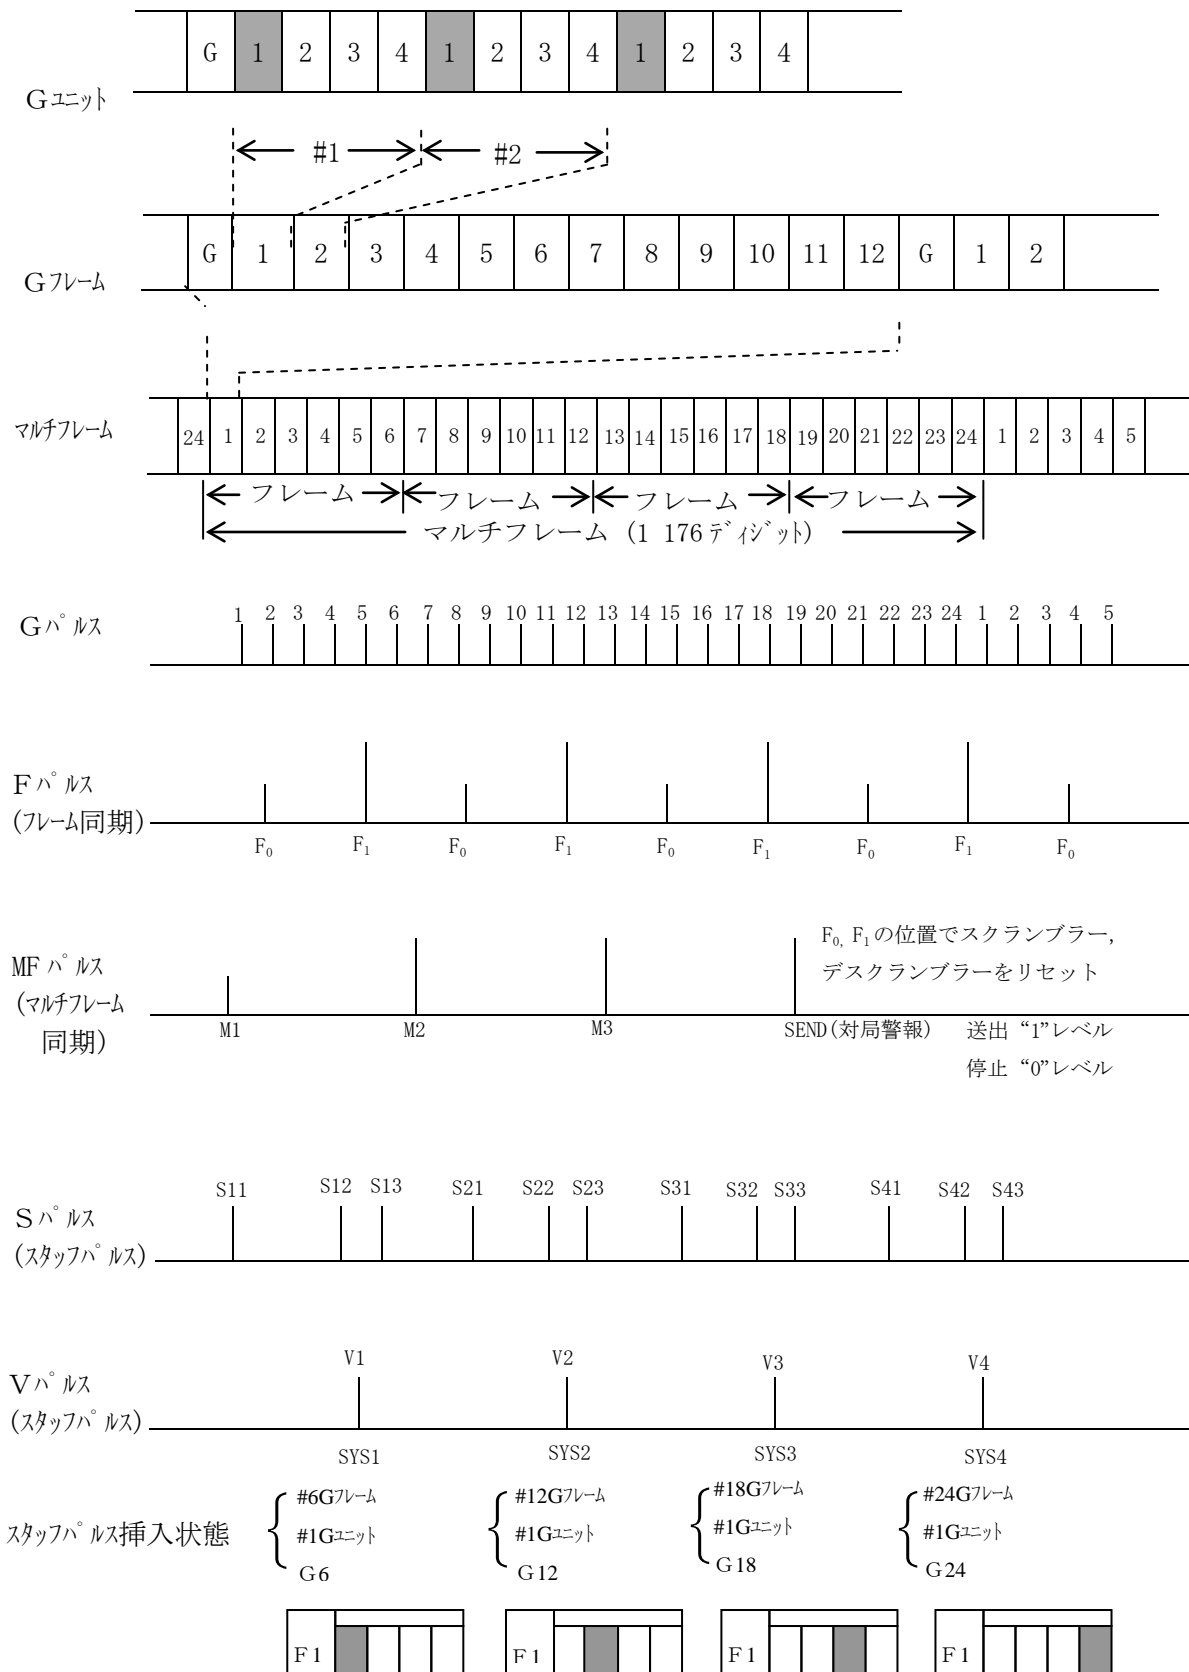 G 1 2 3 4 1 2 3 4 1 2 3 4
Gユニット
#1 #2
G 1 2 3 4 5 6 7 8 9 10 11 12 G 1 2
Gフレーム
24 1 2 3 4 5 6 7 8 9 10 11 12 13 14 15 16 17 18 19 20 21 22 23 24 1 2 3 4 5
マルチフレーム
フレーム フレーム フレーム フレーム
マルチフレーム (1 176ディジット)
1 2 3 4 5 6 7 8 9 10 11 12 13 14 15 16 17 18 19 20 21 22 23 24 1 2 3 4 5
Gパルス
Fパルス
(フレーム同期)
F0 F1 F0 F1 F0 F1 F0 F1 F0
F0, F1の位置でスクランブラー,
デスクランブラーをリセット
MFパルス
(マルチフレーム
同期)
M1 M2 M3 SEND(対局警報) 送出 “1”レベル
停止 “0”レベル
S11 S12 S13 S21 S22 S23 S31 S32 S33 S41 S42 S43
Sパルス
(スタッフパルス)
V1 V2 V3 V4
Vパルス
(スタッフパルス)
SYS1 SYS2 SYS3 SYS4
#6Gフレーム #12Gフレーム #18Gフレーム #24Gフレーム
スタッフパルス挿入状態
#1Gユニット #1Gユニット #1Gユニット #1Gユニット
G6 G12 G18 G24
F1 F1 F1 F1